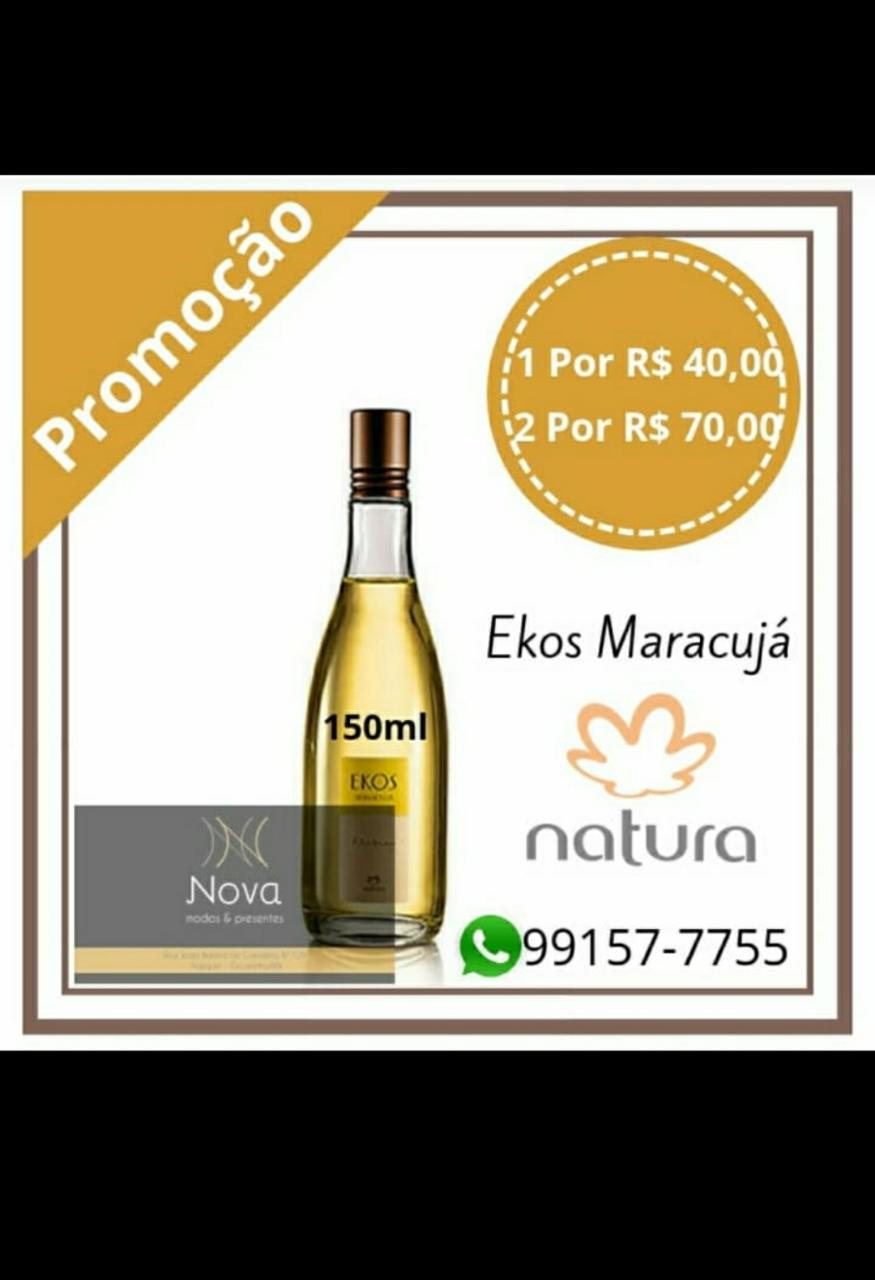 Promoção
1 Por R$ 40,00
2 Por R$ 70,00
Ekos Maracujá
150ml
EKOS
natura
Nova
modas & presentes
99157-7755